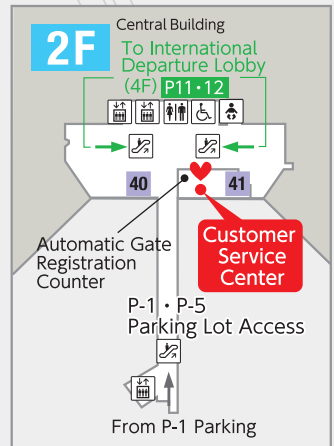 2F
Central Building
To International
Departure Lobby
(4F) P11・12
40
41
Automatic Gate
Registration
Counter
Customer
Service
Center
P-1・P-5
Parking Lot Access
From P-1 Parking